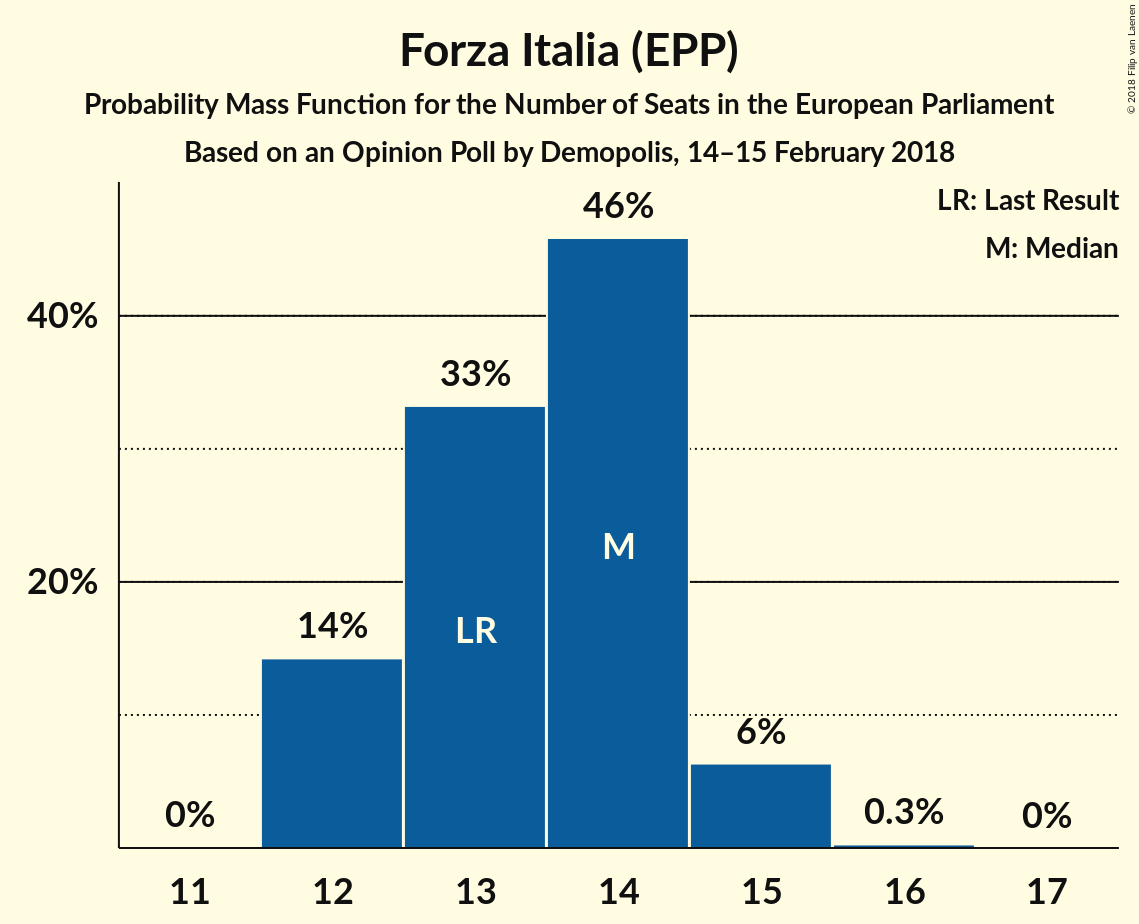 Forza Italia (EPP)
Probability Mass Function for the Number of Seats in the European Parliament
Based on an Opinion Poll by Demopolis, 14–15 February 2018
© 2018 Filip van Laenen
LR: Last Result
M: Median
46%
40%
33%
M
20%
14%
LR
6%
0%
0.3%
0%
11
12
13
14
15
16
17